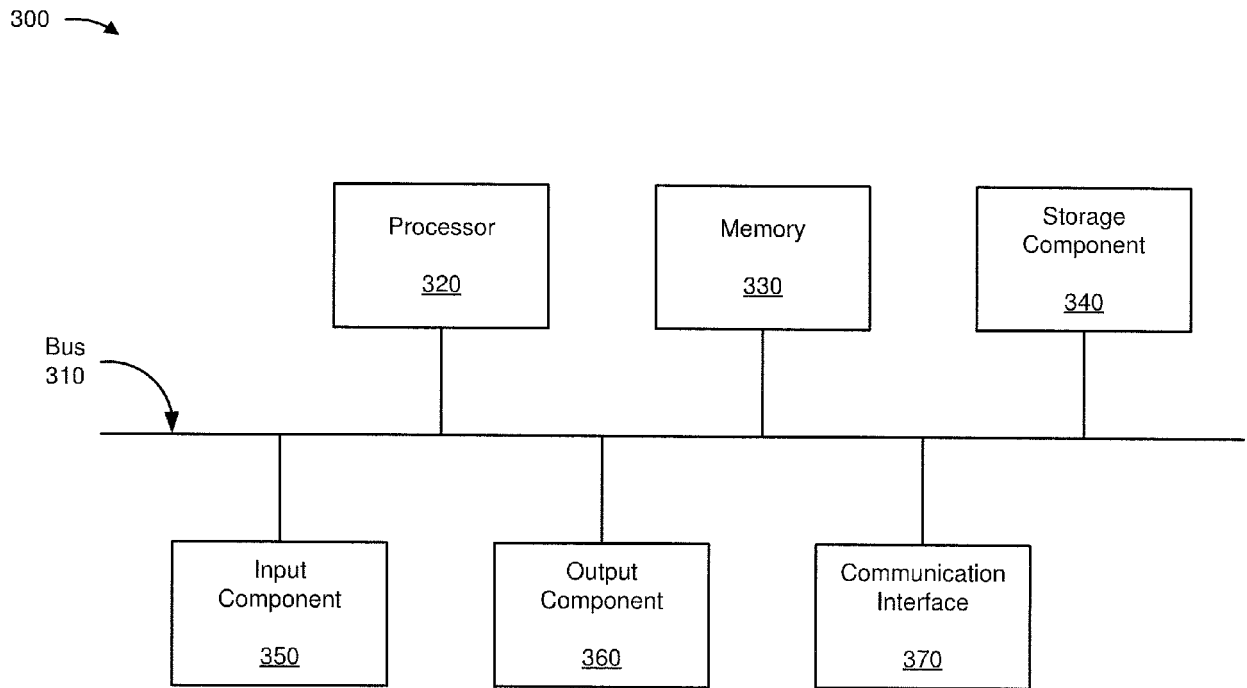 300
Processor
320
Memory
330
Storage
Component
340
Bus
310
Input
Component
350
Output
Component
360
Communication
Interface
370